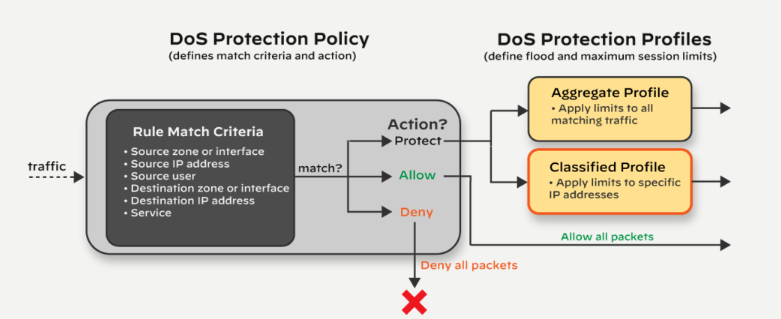 DoS Protection Policy
(defines match criteria and action)
DoS Protection Profiles
(define flood and maximum session limits)
traffic
Rule Match Criteria
• Source zone or interface
• Source IP address
• Source user
• Destination zone or interface
• Destination IP address
• Service
match?
Action?
Protect
Allow
Deny
Aggregate Profile
• Apply limits to all
matching traffic
Classified Profile
• Apply limits to specific
IP addresses
Allow all packets
Deny all packets